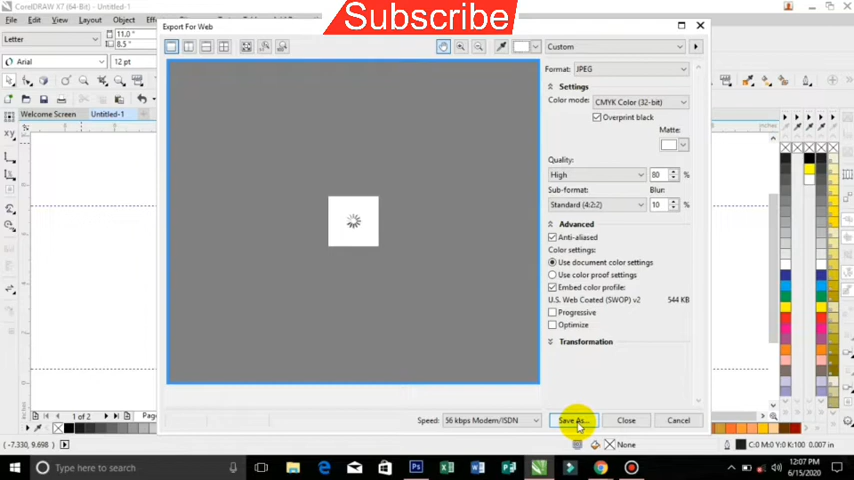 CorelDRAW X7 (64-Bit) - Untitled-1
Subscribe
File Edit View Layout Object
Export For Web
Letter
11.0 "
8.5 "
Custom
Arial
12 pt
Format: JPEG
Settings
Color mode: CMYK Color (32-bit)
Overprint black
Matte:
Quality:
High 80 %
Sub-format: Blur:
Standard (4:2:2) 10 %
Advanced
Anti-aliased
Color settings:
Use document color settings
Use color proof settings
Embed color profile:
U.S. Web Coated (SWOP) v2 544 KB
Progressive
Optimize
Transformation
Welcome Screen
Untitled-1
1 of 2
Speed: 56 kbps Modem/ISDN
Save As...
Close
Cancel
(-7.330, 9.698)
None
C:0 M:0 Y:0 K:100 0.007 in
Type here to search
12:07 PM
6/15/2020